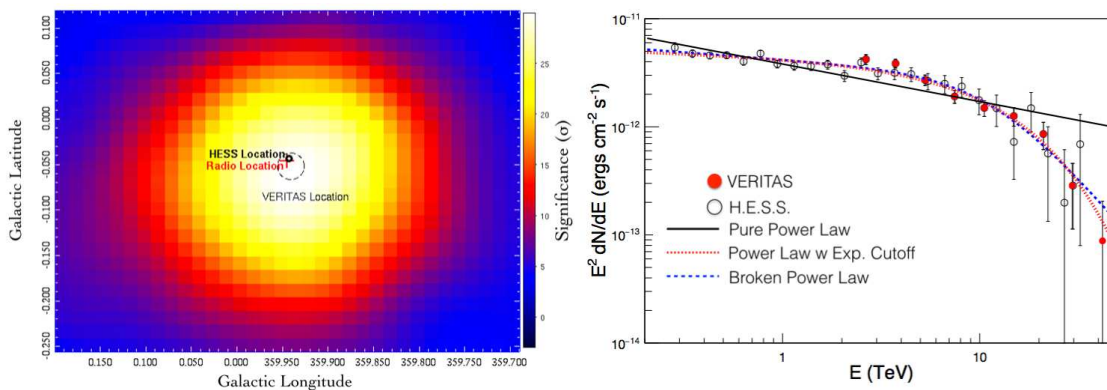 0.100
0.050
0.000
-0.050
-0.100
-0.150
-0.200
-0.250
Galactic Latitude
HESS Location
Radio Location
VERITAS Location
0.150
0.100
0.050
0.000
359.950
359.900
359.850
359.800
359.750
359.700
Galactic Longitude
25
20
15
10
5
0
Significance (σ)
10⁻¹¹
10⁻¹²
10⁻¹³
10⁻¹⁴
E² dN/dE (ergs cm⁻² s⁻¹)
VERITAS
H.E.S.S.
Pure Power Law
Power Law w Exp. Cutoff
Broken Power Law
1
10
E (TeV)